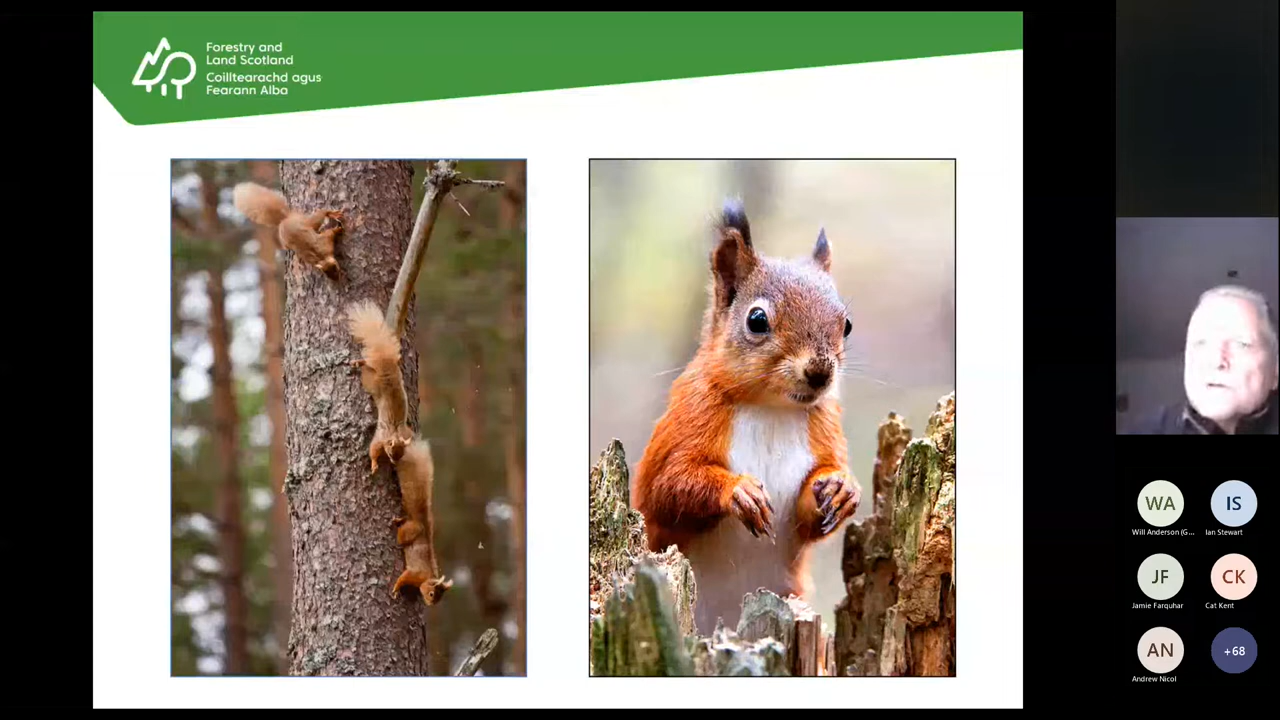 Forestry and
Land Scotland
Coilltearachd agus
Fearann Alba
WA
IS
Will Anderson (G...
Ian Stewart
JF
CK
Jamie Farquhar
Cat Kent
AN
+68
Andrew Nicol